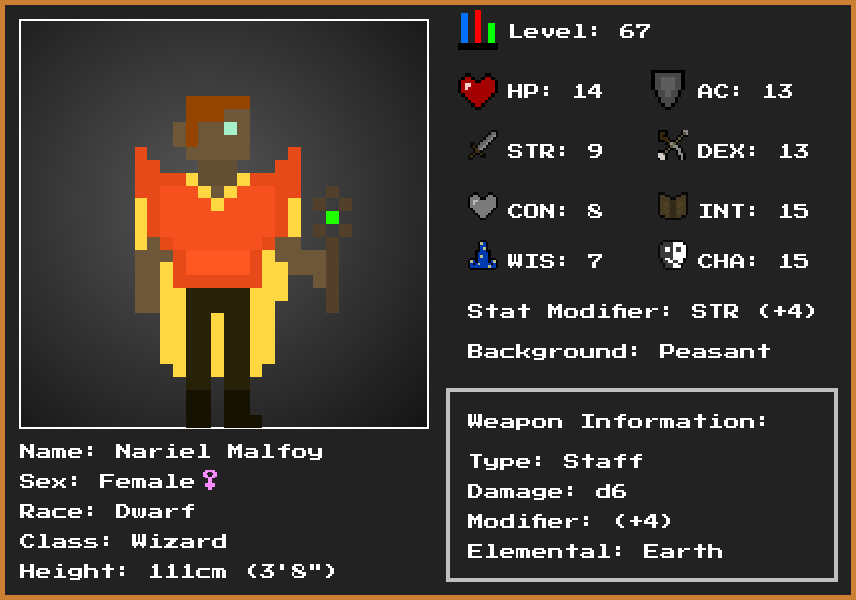 Level: 67
HP: 14
AC: 13
STR: 9
DEX: 13
CON: 8
INT: 15
WIS: 7
CHA: 15
Stat Modifier: STR (+4)
Background: Peasant
Weapon Information:
Type: Staff
Damage: d6
Modifier: (+4)
Elemental: Earth
Name: Nariel Malfoy
Sex: Female♀
Race: Dwarf
Class: Wizard
Height: 111cm (3'8")